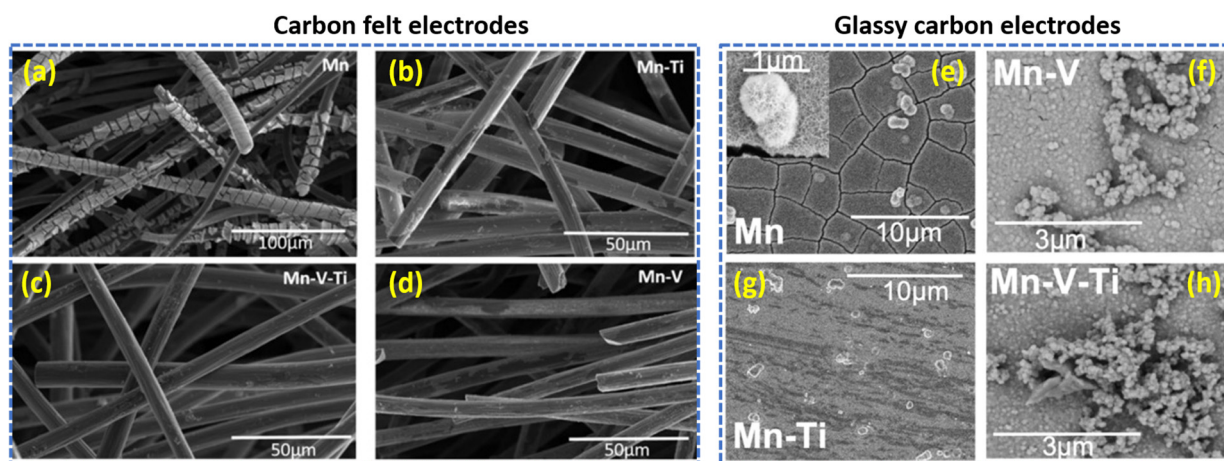 Carbon felt electrodes
Glassy carbon electrodes
(a)
Mn
100μm
(b)
Mn-Ti
50μm
(c)
Mn-V-Ti
50μm
(d)
Mn-V
50μm
1μm
(e)
10μm
Mn
Mn-V
(f)
3μm
(g)
10μm
Mn-Ti
Mn-V-Ti
(h)
3μm